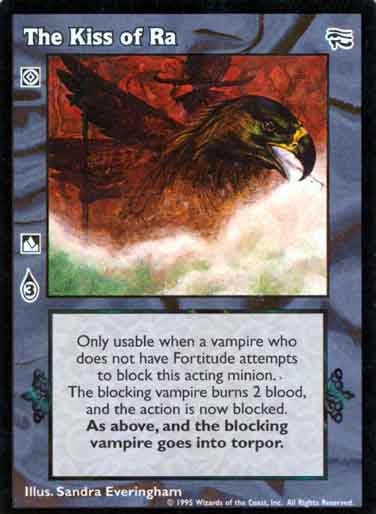 The Kiss of Ra
3
Only usable when a vampire who
does not have Fortitude attempts
to block this acting minion.
The blocking vampire burns 2 blood,
and the action is now blocked.
As above, and the blocking
vampire goes into torpor.
Illus. Sandra Everingham
© 1995 Wizards of the Coast, Inc. All Rights Reserved.